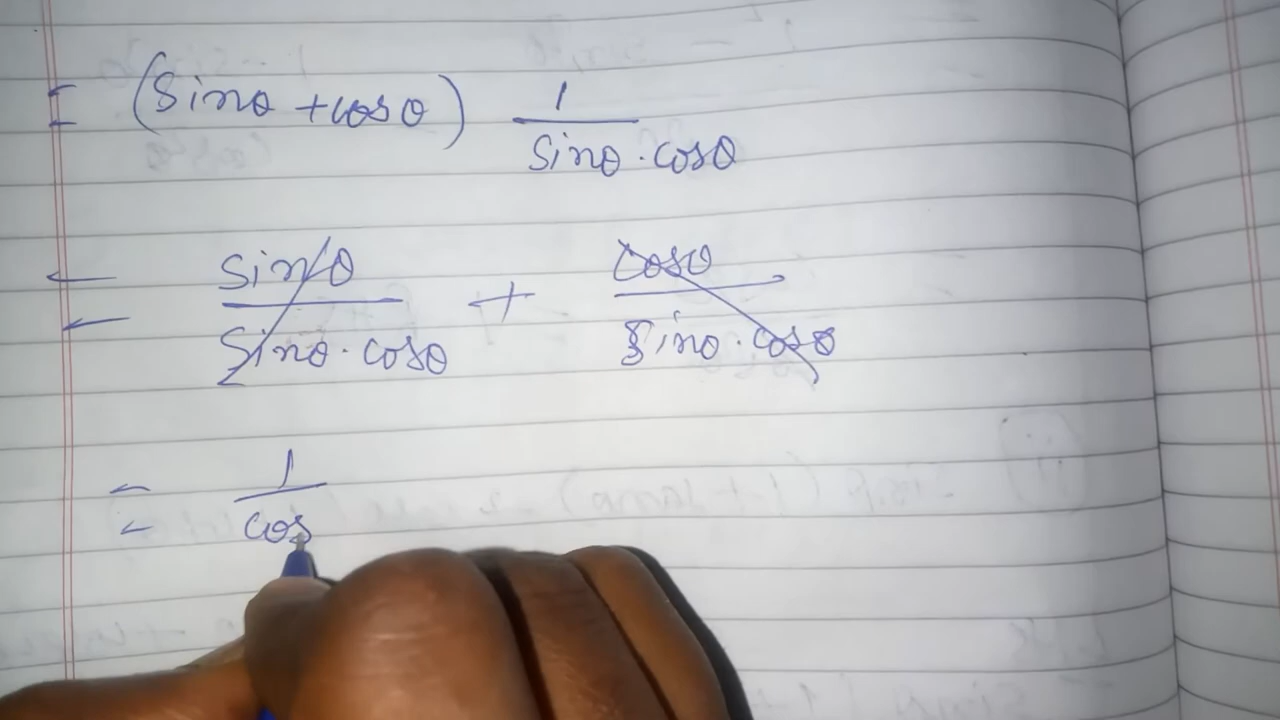 = (sinθ + cosθ) 1/(sinθ · cosθ)
= sinθ/(sinθ · cosθ) + cosθ/(sinθ · cosθ)
= 1/cos